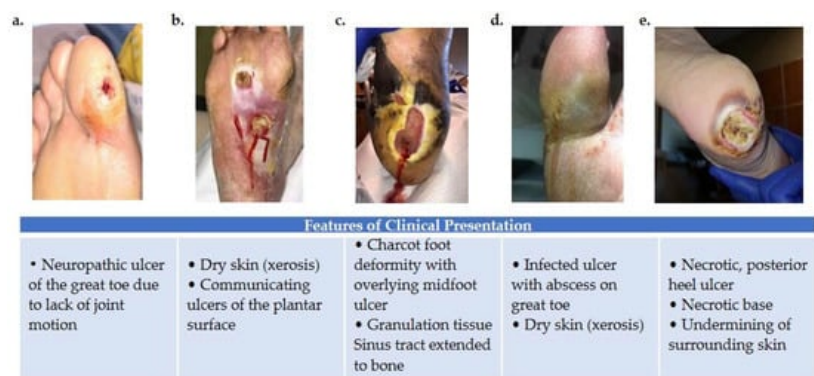 a.
b.
c.
d.
e.
Features of Clinical Presentation
• Neuropathic ulcer
of the great toe due
to lack of joint
motion
• Dry skin (xerosis)
• Communicating
ulcers of the plantar
surface
• Charcot foot
deformity with
overlying midfoot
ulcer
• Granulation tissue
Sinus tract extended
to bone
• Infected ulcer
with abscess on
great toe
• Dry skin (xerosis)
• Necrotic, posterior
heel ulcer
• Necrotic base
• Undermining of
surrounding skin